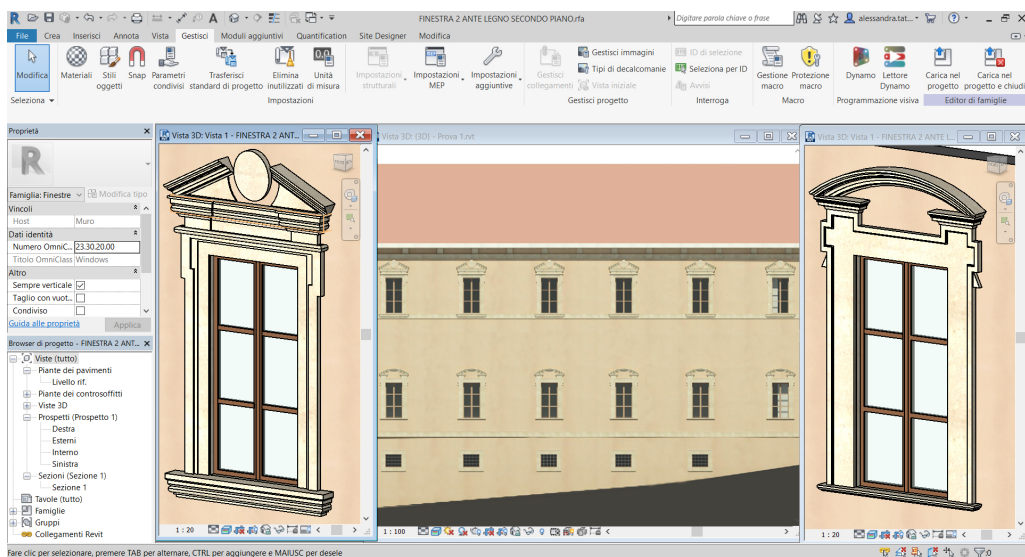 FINESTRA 2 ANTE LEGNO SECONDO PIANO.rfa
Digitare parola chiave o frase
alessandra.tat...
File Crea Inserisci Annota Vista Gestisci Moduli aggiuntivi Quantification Site Designer Modifica
Modifica
Materiali
Stili oggetti
Snap
Parametri condivisi
Trasferisci standard di progetto
Elimina inutilizzati
Unità di misura
Impostazioni strutturali
Impostazioni MEP
Impostazioni aggiuntive
Gestisci collegamenti
Gestisci immagini
Tipi di decalcomanie
Vista iniziale
ID di selezione
Seleziona per ID
Avvisi
Gestione macro
Protezione macro
Dynamo
Lettore Dynamo
Carica nel progetto
Carica nel progetto e chiudi
Seleziona
Impostazioni
Gestisci progetto
Interroga
Macro
Programmazione visiva
Editor di famiglie
Proprietà
R
Famiglia: Finestre
Modifica tipo
Vincoli
Host Muro
Dati identità
Numero OmniC... 23.30.20.00
Titolo OmniClass Windows
Altro
Sempre verticale
Taglio con vuot...
Condiviso
Guida alle proprietà
Applica
Browser di progetto - FINESTRA 2 ANT...
Viste (tutto)
Piante dei pavimenti
Livello rif.
Piante dei controsoffitti
Viste 3D
Prospetti (Prospetto 1)
Destra
Esterni
Interno
Sinistra
Sezioni (Sezione 1)
Sezione 1
Tavole (tutto)
Famiglie
Gruppi
Collegamenti Revit
Vista 3D: Vista 1 - FINESTRA 2 ANT...
Vista 3D: {3D} - Prova 1.rvt
Vista 3D: Vista 1 - FINESTRA 2 ANTE L...
1 : 20
1 : 100
1 : 20
Fare clic per selezionare, premere TAB per alternare, CTRL per aggiungere e MAIUSC per desele
:0